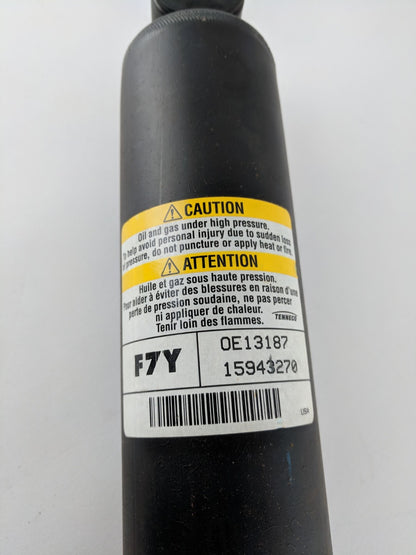 CAUTION
Oil and gas under high pressure.
To help avoid personal injury due to sudden loss
of pressure, do not puncture or apply heat or fire.
ATTENTION
Huile et gaz sous haute pression.
Pour aider à éviter des blessures en raison d'une
perte de pression soudaine, ne pas percer
ni appliquer de chaleur.
Tenir loin des flammes.
TENNECO
F7Y
OE13187
15943270
USA